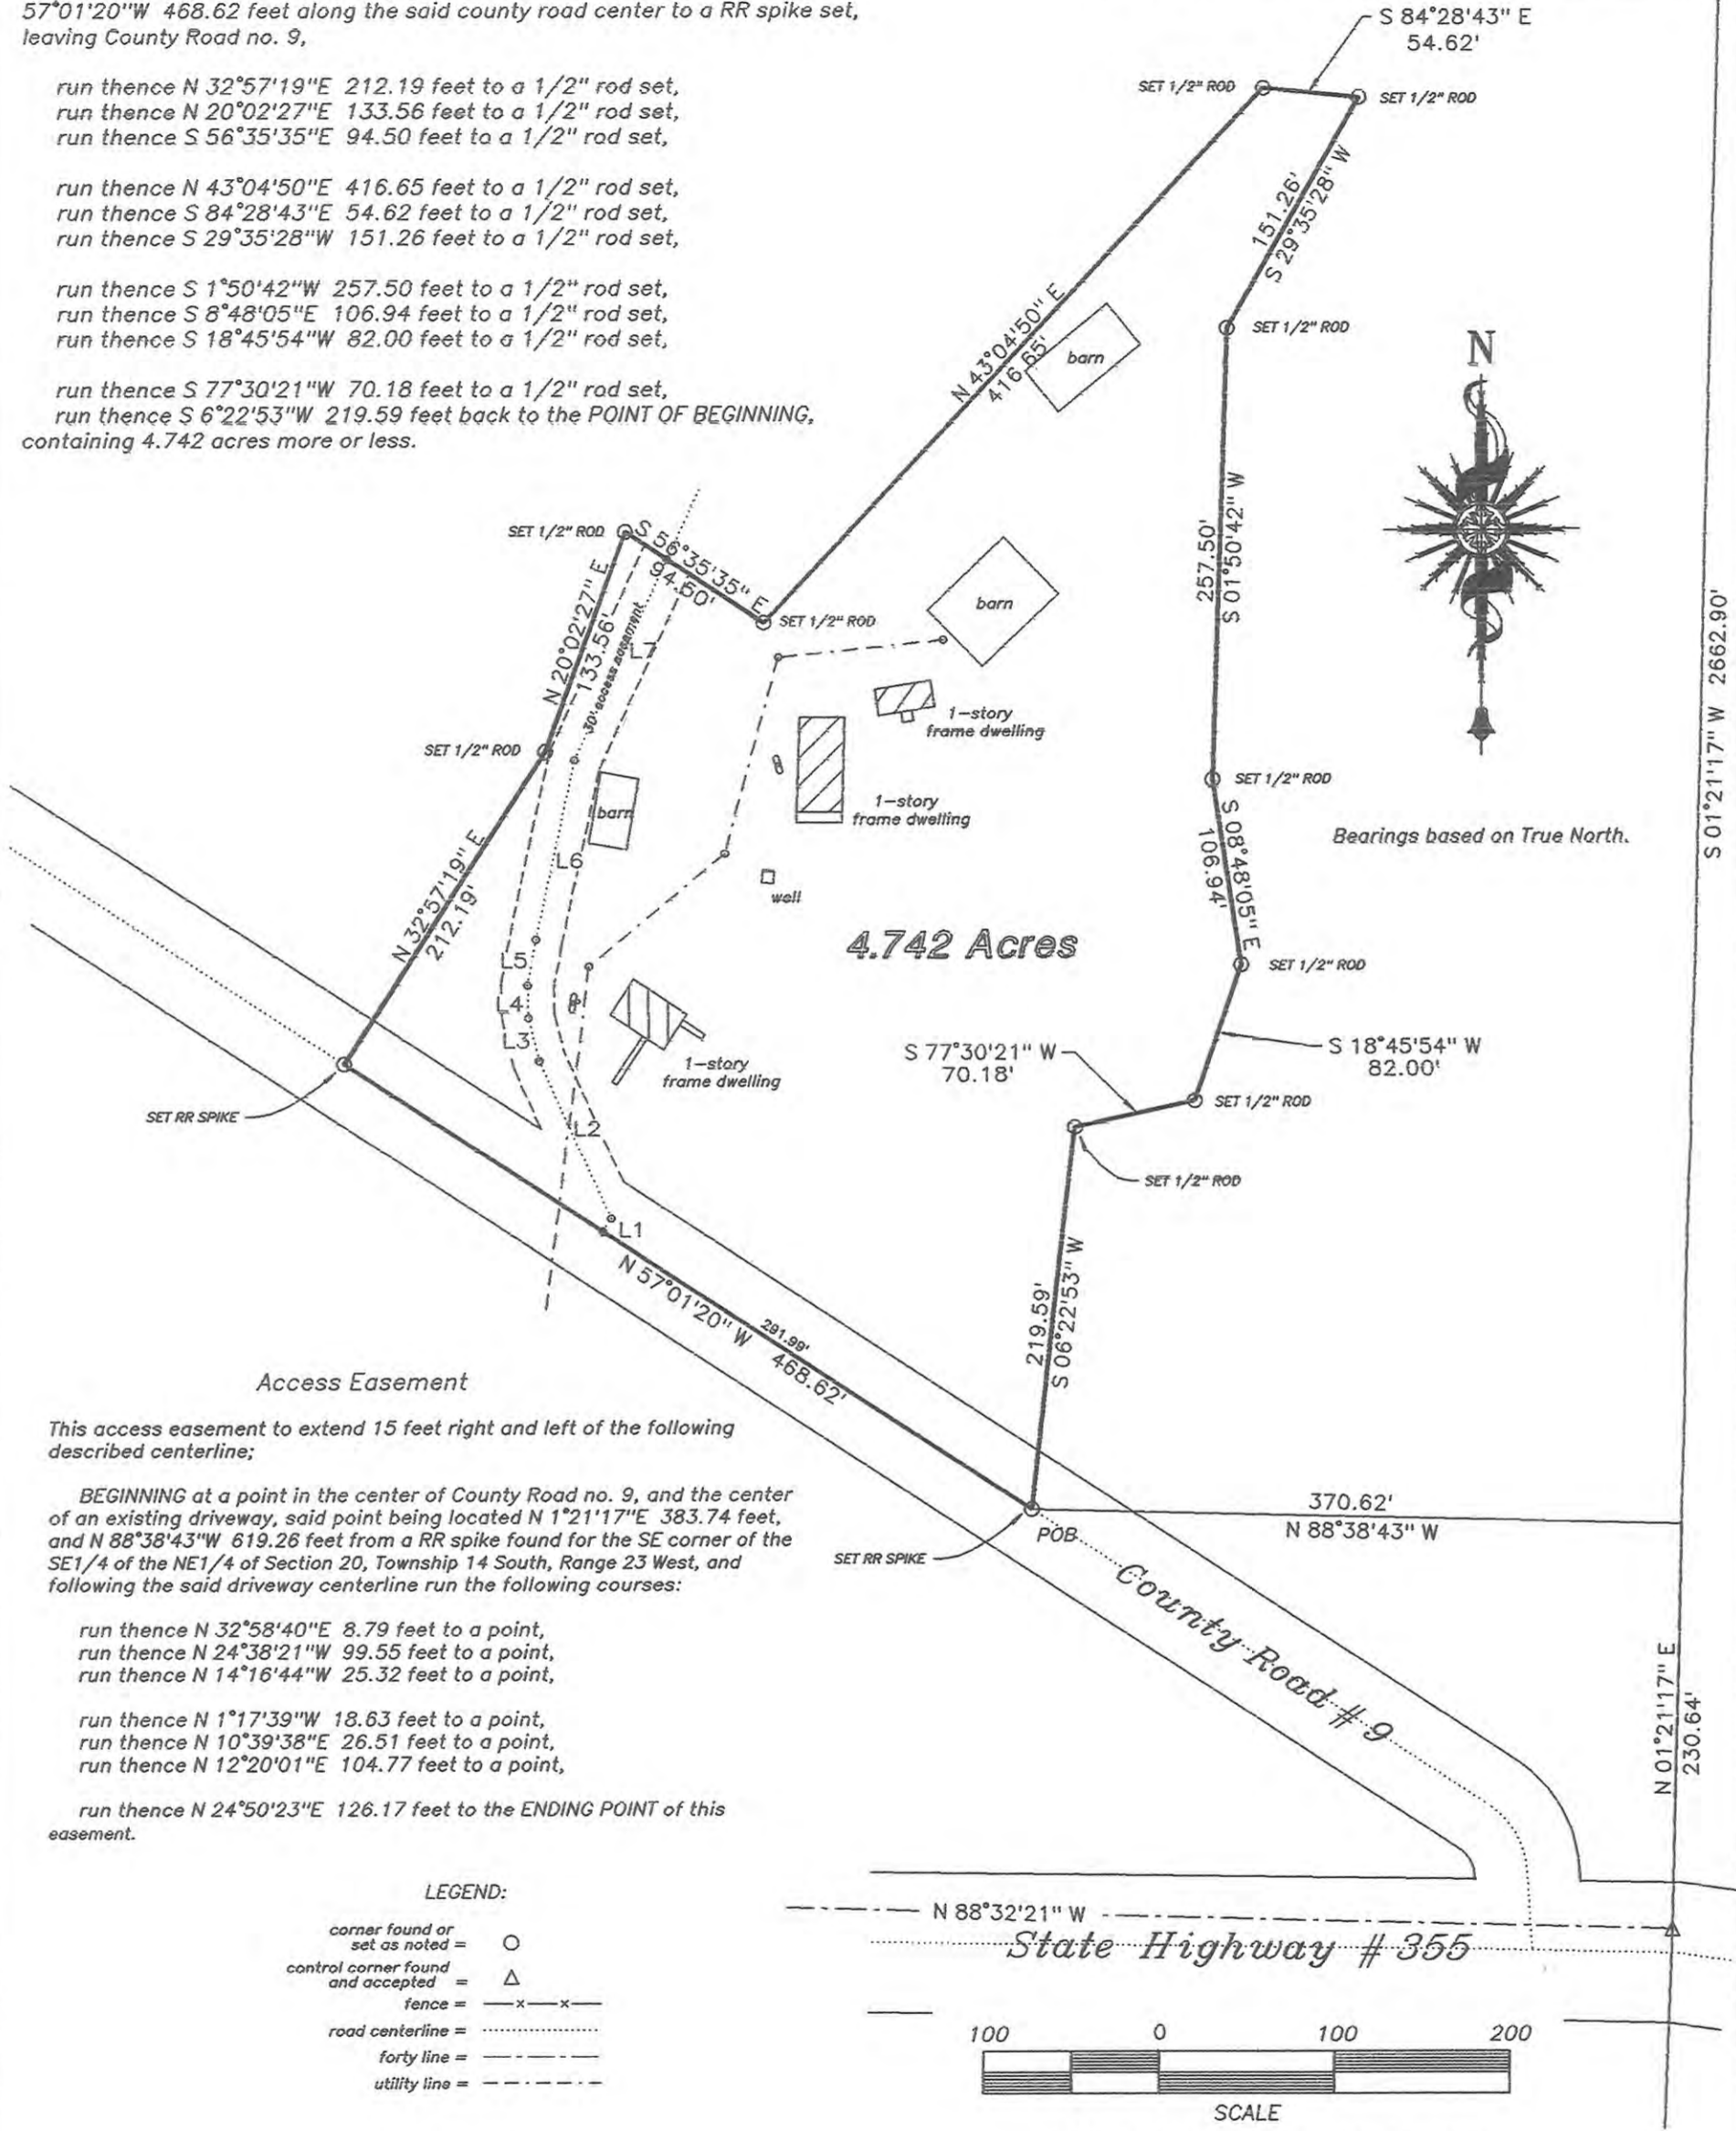 57°01'20"W 468.62 feet along the said county road center to a RR spike set,
leaving County Road no. 9,
run thence N 32°57'19"E 212.19 feet to a 1/2" rod set,
run thence N 20°02'27"E 133.56 feet to a 1/2" rod set,
run thence S 56°35'35"E 94.50 feet to a 1/2" rod set,
run thence N 43°04'50"E 416.65 feet to a 1/2" rod set,
run thence S 84°28'43"E 54.62 feet to a 1/2" rod set,
run thence S 29°35'28"W 151.26 feet to a 1/2" rod set,
run thence S 1°50'42"W 257.50 feet to a 1/2" rod set,
run thence S 8°48'05"E 106.94 feet to a 1/2" rod set,
run thence S 18°45'54"W 82.00 feet to a 1/2" rod set,
run thence S 77°30'21"W 70.18 feet to a 1/2" rod set,
run thence S 6°22'53"W 219.59 feet back to the POINT OF BEGINNING,
containing 4.742 acres more or less.
S 84°28'43" E
54.62'
SET 1/2" ROD
SET 1/2" ROD
151.26'
S 29°35'28" W
SET 1/2" ROD
N 43°04'50" E
416.65'
barn
N
257.50'
S 01°50'42" W
S 01°21'17" W 2662.90'
SET 1/2" ROD
S 56°35'35" E
94.50'
SET 1/2" ROD
N 20°02'27" E
133.56'
30' access easement
L7
barn
1-story
frame dwelling
SET 1/2" ROD
SET 1/2" ROD
barn
1-story
frame dwelling
S 08°48'05" E
106.94'
Bearings based on True North.
N 32°57'19" E
212.19'
L6
well
4.742 Acres
L5
SET 1/2" ROD
L4
L3
1-story
frame dwelling
S 77°30'21" W
70.18'
S 18°45'54" W
82.00'
SET RR SPIKE
L2
SET 1/2" ROD
SET 1/2" ROD
L1
N 57°01'20" W 468.62'
291.99'
219.59'
S 06°22'53" W
Access Easement
This access easement to extend 15 feet right and left of the following
described centerline;
BEGINNING at a point in the center of County Road no. 9, and the center
of an existing driveway, said point being located N 1°21'17"E 383.74 feet,
and N 88°38'43"W 619.26 feet from a RR spike found for the SE corner of the
SE1/4 of the NE1/4 of Section 20, Township 14 South, Range 23 West, and
following the said driveway centerline run the following courses:
run thence N 32°58'40"E 8.79 feet to a point,
run thence N 24°38'21"W 99.55 feet to a point,
run thence N 14°16'44"W 25.32 feet to a point,
run thence N 1°17'39"W 18.63 feet to a point,
run thence N 10°39'38"E 26.51 feet to a point,
run thence N 12°20'01"E 104.77 feet to a point,
run thence N 24°50'23"E 126.17 feet to the ENDING POINT of this
easement.
370.62'
N 88°38'43" W
POB
SET RR SPIKE
County Road # 9
N 01°21'17" E
230.64'
N 88°32'21" W
State Highway # 355
LEGEND:
corner found or
set as noted =
control corner found
and accepted =
fence =
road centerline =
forty line =
utility line =
100 0 100 200
SCALE